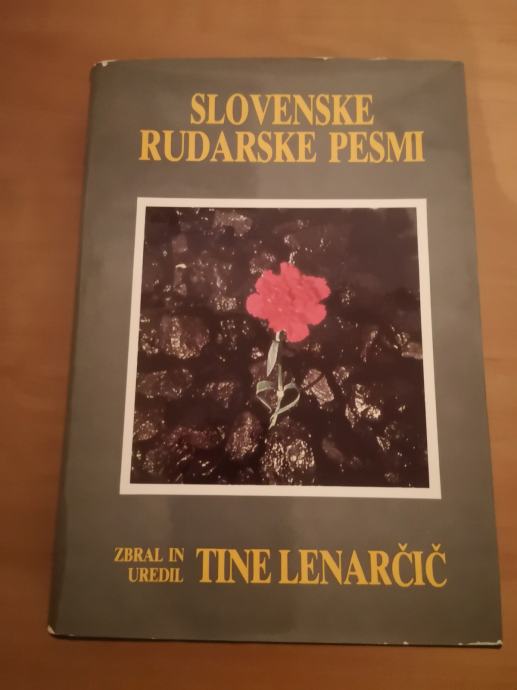 SLOVENSKE
RUDARSKE PESMI
ZBRAL IN
UREDIL
TINE LENARČIČ